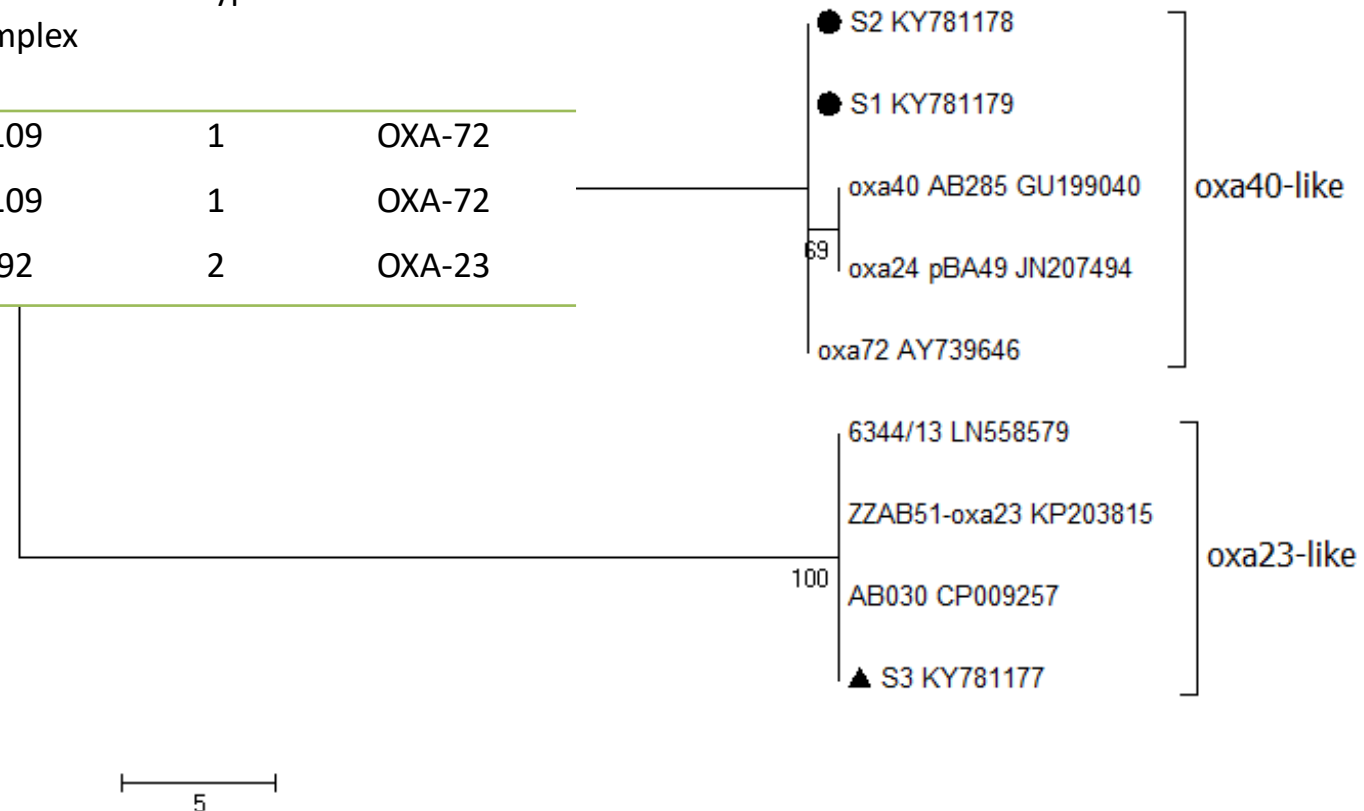 mplex
.09 1 OXA-72
.09 1 OXA-72
92 2 OXA-23
S2 KY781178
S1 KY781179
oxa40 AB285 GU199040
69
oxa24 pBA49 JN207494
oxa72 AY739646
oxa40-like
6344/13 LN558579
ZZAB51-oxa23 KP203815
100
AB030 CP009257
S3 KY781177
oxa23-like
5